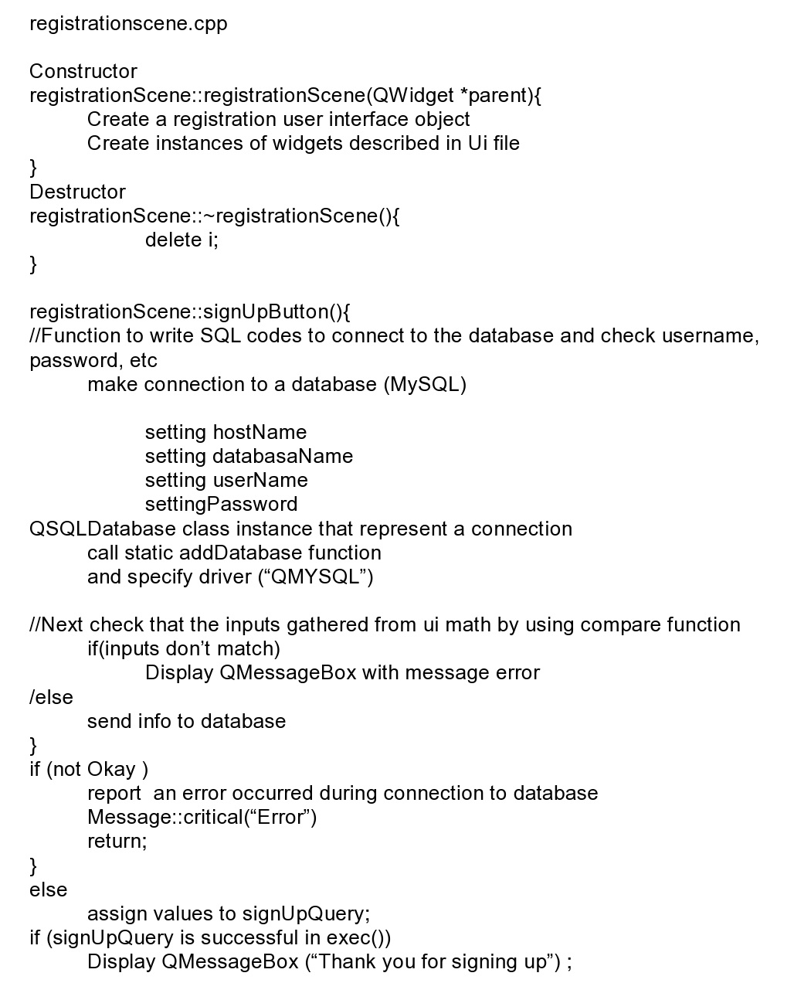 registrationscene.cpp
Constructor
registrationScene::registrationScene(QWidget *parent){
Create a registration user interface object
Create instances of widgets described in Ui file
}
Destructor
registrationScene::~registrationScene(){
delete i;
}
registrationScene::signUpButton(){
//Function to write SQL codes to connect to the database and check username,
password, etc
make connection to a database (MySQL)
setting hostName
setting databasaName
setting userName
settingPassword
QSQLDatabase class instance that represent a connection
call static addDatabase function
and specify driver (“QMYSQL”)
//Next check that the inputs gathered from ui math by using compare function
if(inputs don’t match)
Display QMessageBox with message error
/else
send info to database
}
if (not Okay )
report  an error occurred during connection to database
Message::critical(“Error”)
return;
}
else
assign values to signUpQuery;
if (signUpQuery is successful in exec())
Display QMessageBox (“Thank you for signing up”) ;